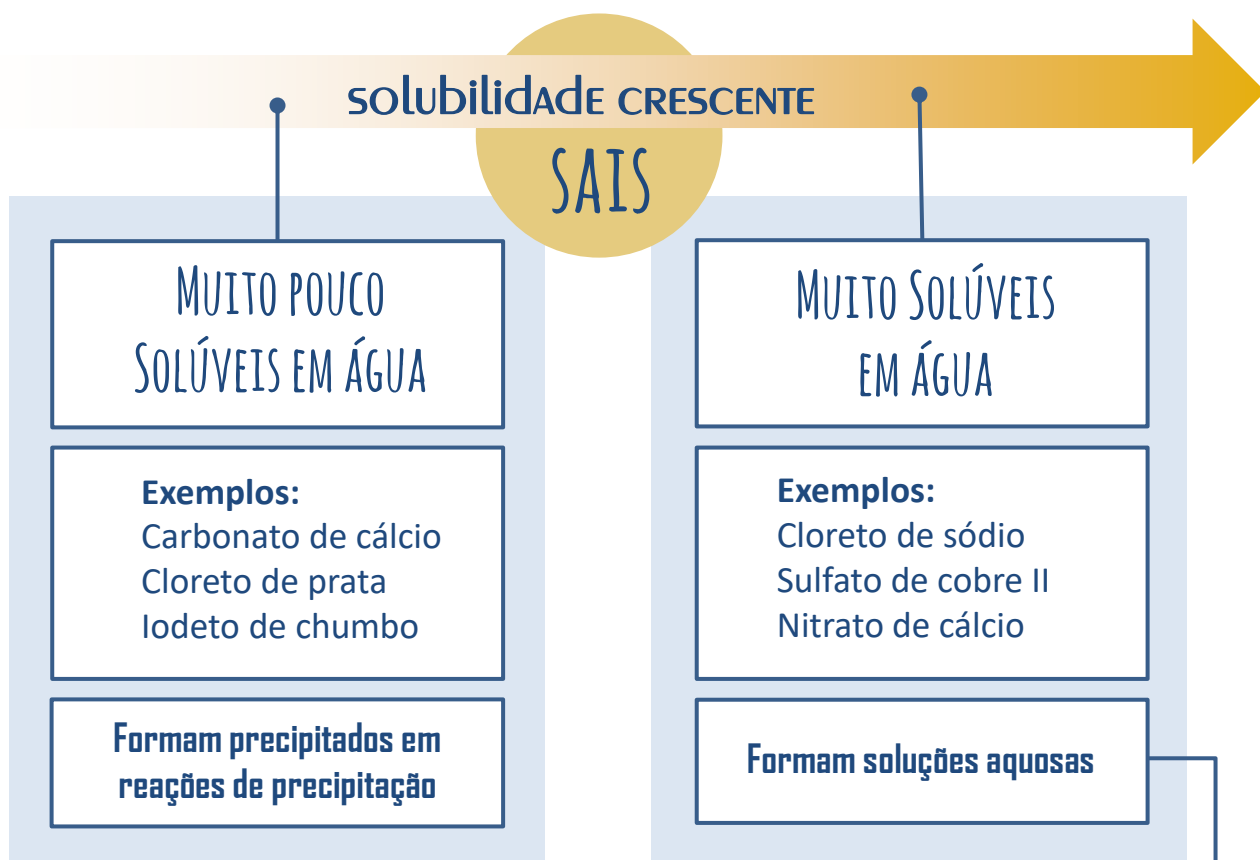 solubilidade crescente
SAIS
Muito pouco
Solúveis em água
Exemplos:
Carbonato de cálcio
Cloreto de prata
Iodeto de chumbo
Formam precipitados em
reações de precipitação
Muito Solúveis
em água
Exemplos:
Cloreto de sódio
Sulfato de cobre II
Nitrato de cálcio
Formam soluções aquosas